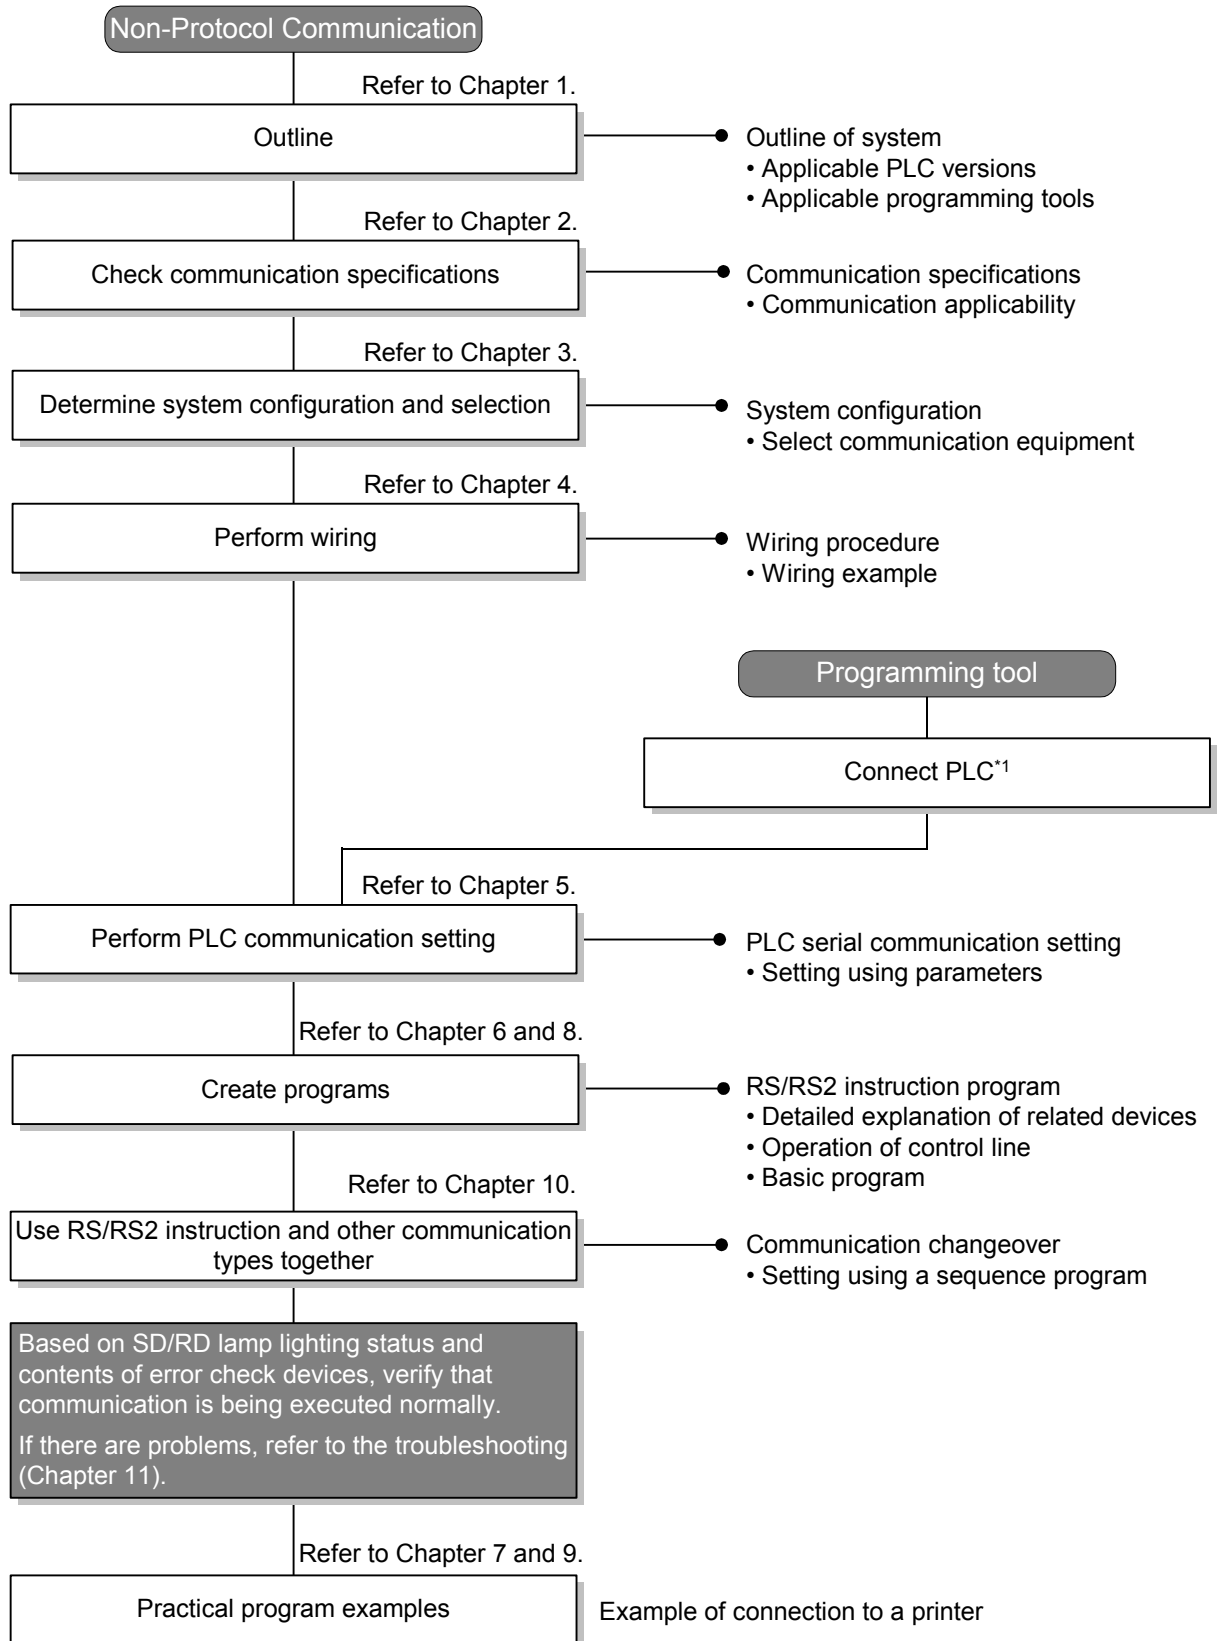 Non-Protocol Communication
Refer to Chapter 1.
Outline
Outline of system
• Applicable PLC versions
• Applicable programming tools
Refer to Chapter 2.
Check communication specifications
Communication specifications
• Communication applicability
Refer to Chapter 3.
Determine system configuration and selection
System configuration
• Select communication equipment
Refer to Chapter 4.
Perform wiring
Wiring procedure
• Wiring example
Programming tool
Connect PLC*1
Refer to Chapter 5.
Perform PLC communication setting
PLC serial communication setting
• Setting using parameters
Refer to Chapter 6 and 8.
Create programs
RS/RS2 instruction program
• Detailed explanation of related devices
• Operation of control line
• Basic program
Refer to Chapter 10.
Use RS/RS2 instruction and other communication
types together
Communication changeover
• Setting using a sequence program
Based on SD/RD lamp lighting status and
contents of error check devices, verify that
communication is being executed normally.
If there are problems, refer to the troubleshooting
(Chapter 11).
Refer to Chapter 7 and 9.
Practical program examples
Example of connection to a printer